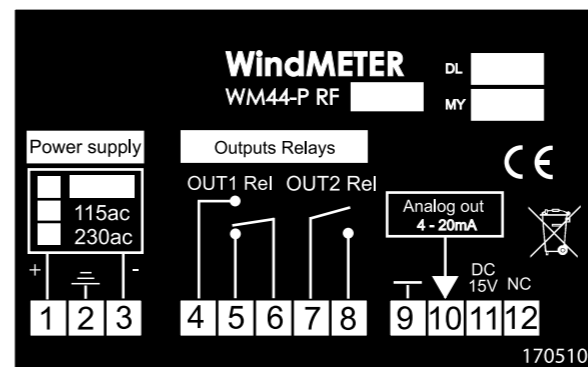 WindMETER DL
WM44-P RF MY
Power supply Outputs Relays
OUT1 Rel OUT2 Rel
115ac
230ac
Analog out
4 - 20mA
CE
+ -
DC
15V NC
1 2 3 4 5 6 7 8 9 10 11 12
170510